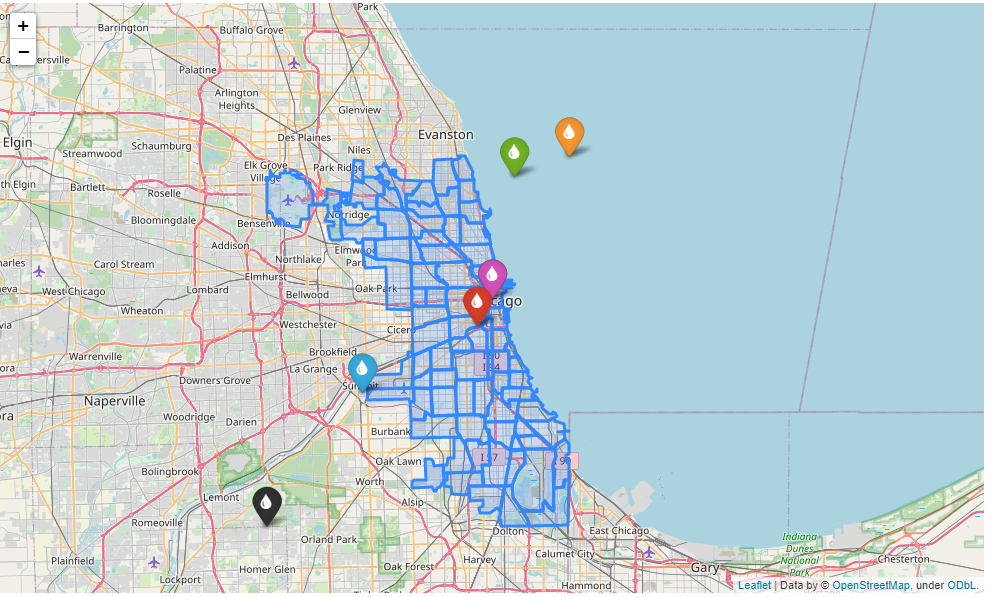 Park
+
−
Barrington
Buffalo Grove
Palatine
Arlington
Heights
Glenview
Evanston
Elgin
Streamwood
Schaumburg
Des Plaines
Niles
Elk Grove
Village
Park Ridge
Bartlett
Roselle
Norridge
Bloomingdale
Bensenville
Addison
Elmwood
Park
Northlake
Carol Stream
Elmhurst
West Chicago
Lombard
Bellwood
Oak Park
Wheaton
Westchester
Cicero
Brookfield
Warrenville
La Grange
Downers Grove
Summit
Naperville
Woodridge
Darien
Burbank
Oak Lawn
I 57
Bolingbrook
Worth
Lemont
Alsip
Romeoville
Orland Park
Dolton
East Chicago
Calumet City
Plainfield
Homer Glen
Oak Forest
Harvey
Gary
Indiana
Dunes
National
Park
Chesterton
Lockport
Hammond
Leaflet | Data by © OpenStreetMap, under ODbL.